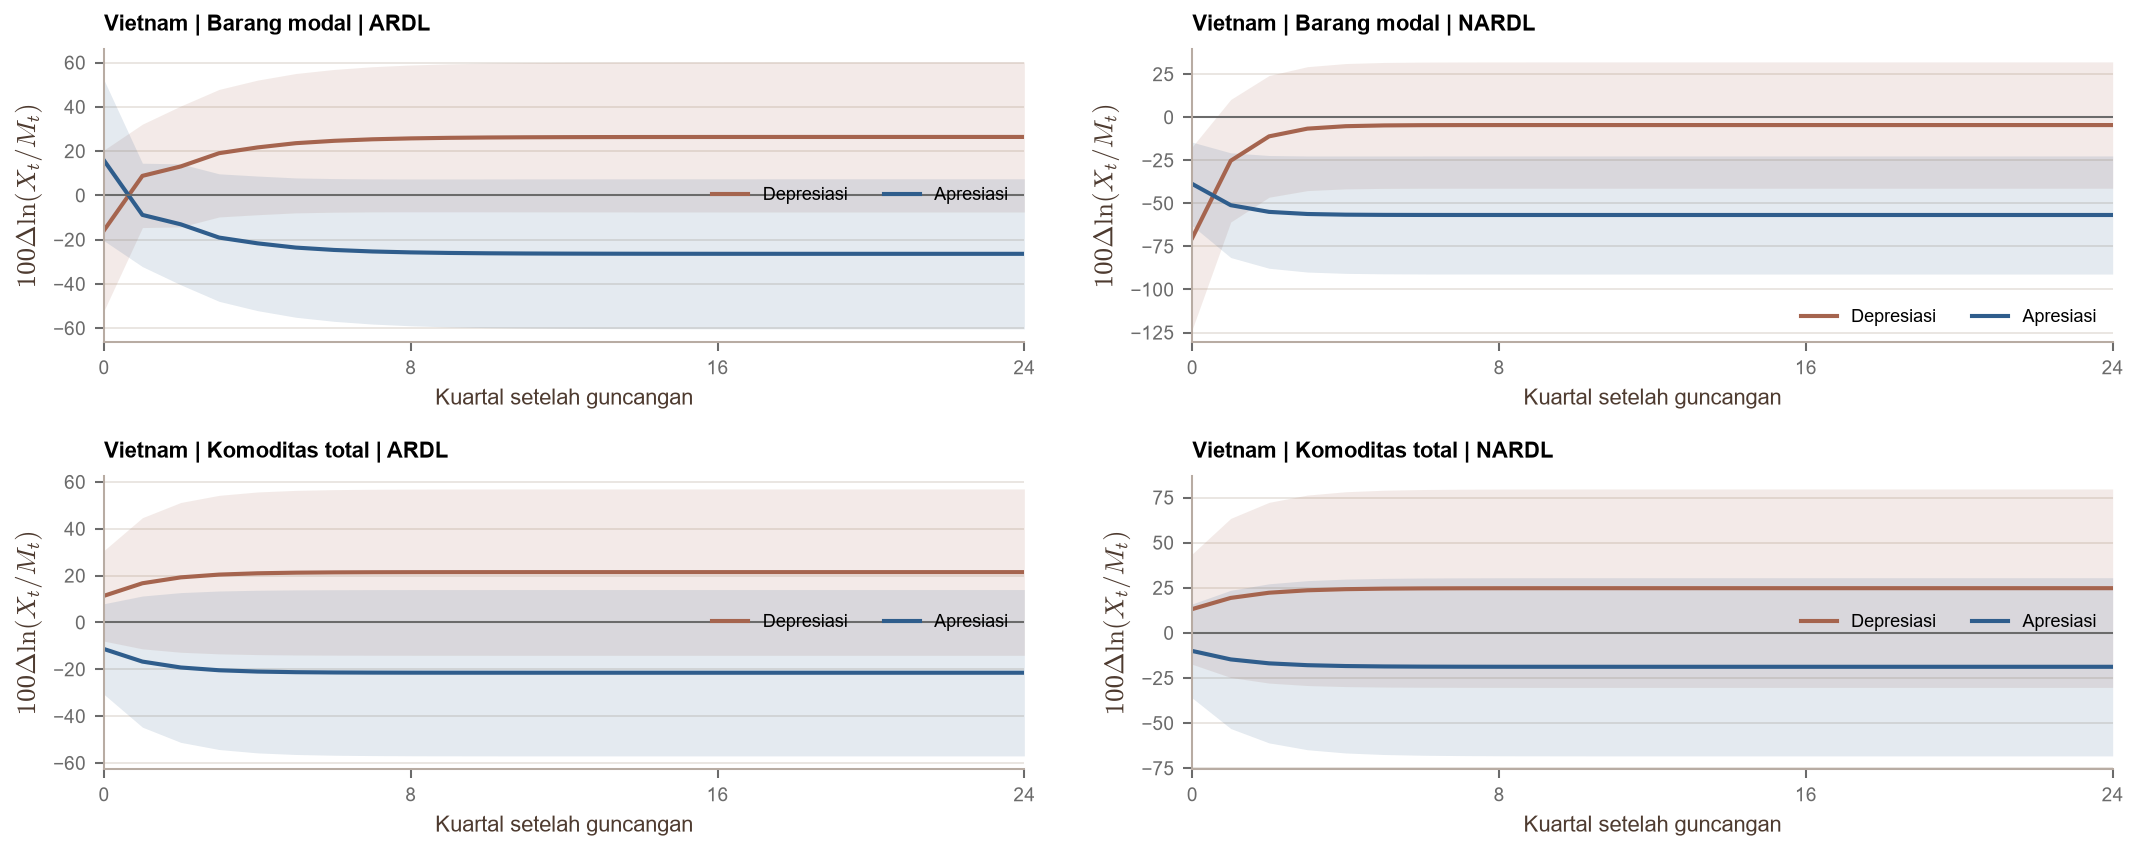 Vietnam | Barang modal | ARDL
100Δln(X_t/M_t)
60
40
20
0
−20
−40
−60
Depresiasi
Apresiasi
0 8 16 24
Kuartal setelah guncangan
Vietnam | Barang modal | NARDL
100Δln(X_t/M_t)
25
0
−25
−50
−75
−100
−125
Depresiasi
Apresiasi
0 8 16 24
Kuartal setelah guncangan
Vietnam | Komoditas total | ARDL
100Δln(X_t/M_t)
60
40
20
0
−20
−40
−60
Depresiasi
Apresiasi
0 8 16 24
Kuartal setelah guncangan
Vietnam | Komoditas total | NARDL
100Δln(X_t/M_t)
75
50
25
0
−25
−50
−75
Depresiasi
Apresiasi
0 8 16 24
Kuartal setelah guncangan